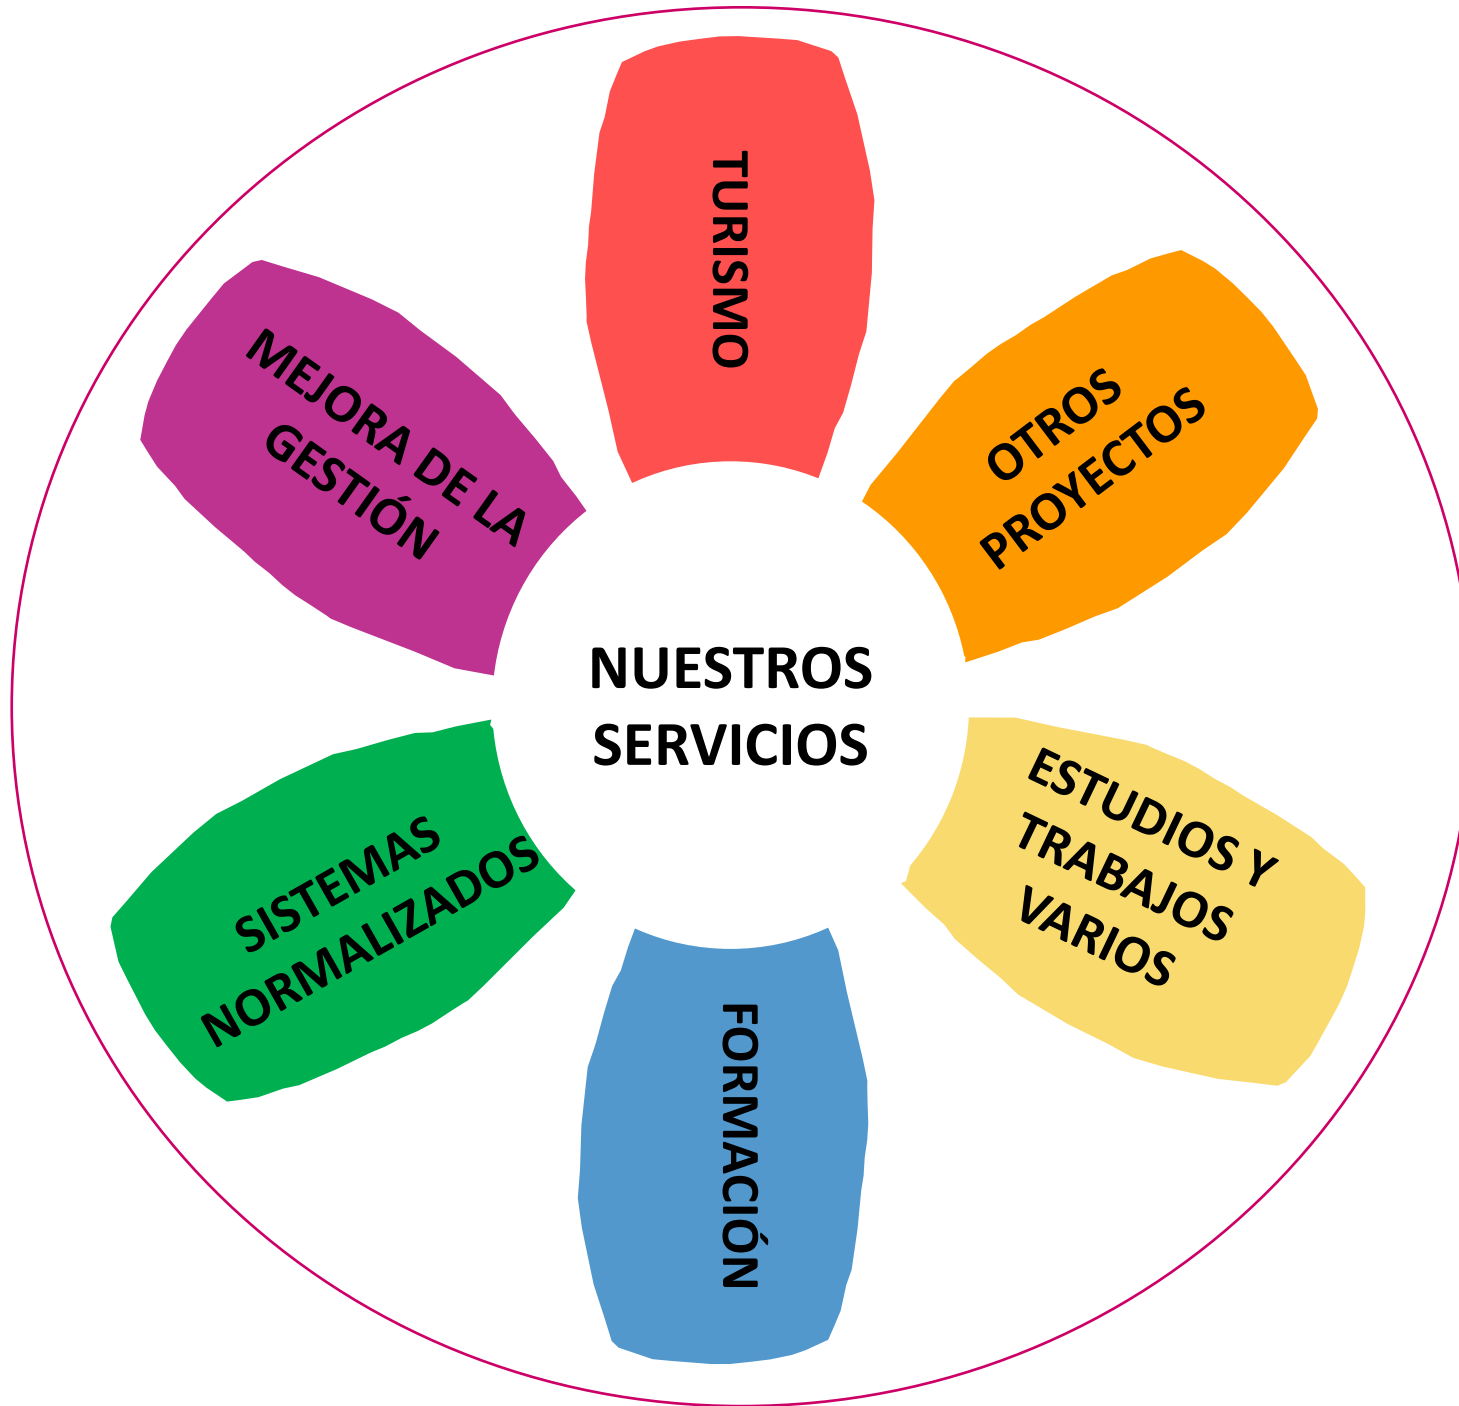 TURISMO
OTROS
PROYECTOS
ESTUDIOS Y
TRABAJOS
VARIOS
FORMACIÓN
SISTEMAS
NORMALIZADOS
MEJORA DE LA
GESTIÓN
NUESTROS
SERVICIOS